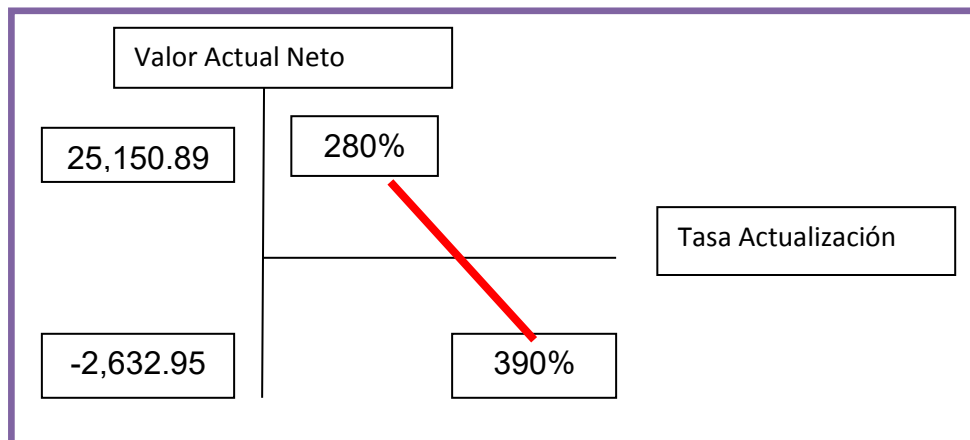 Valor Actual Neto
25,150.89
280%
Tasa Actualización
-2,632.95
390%